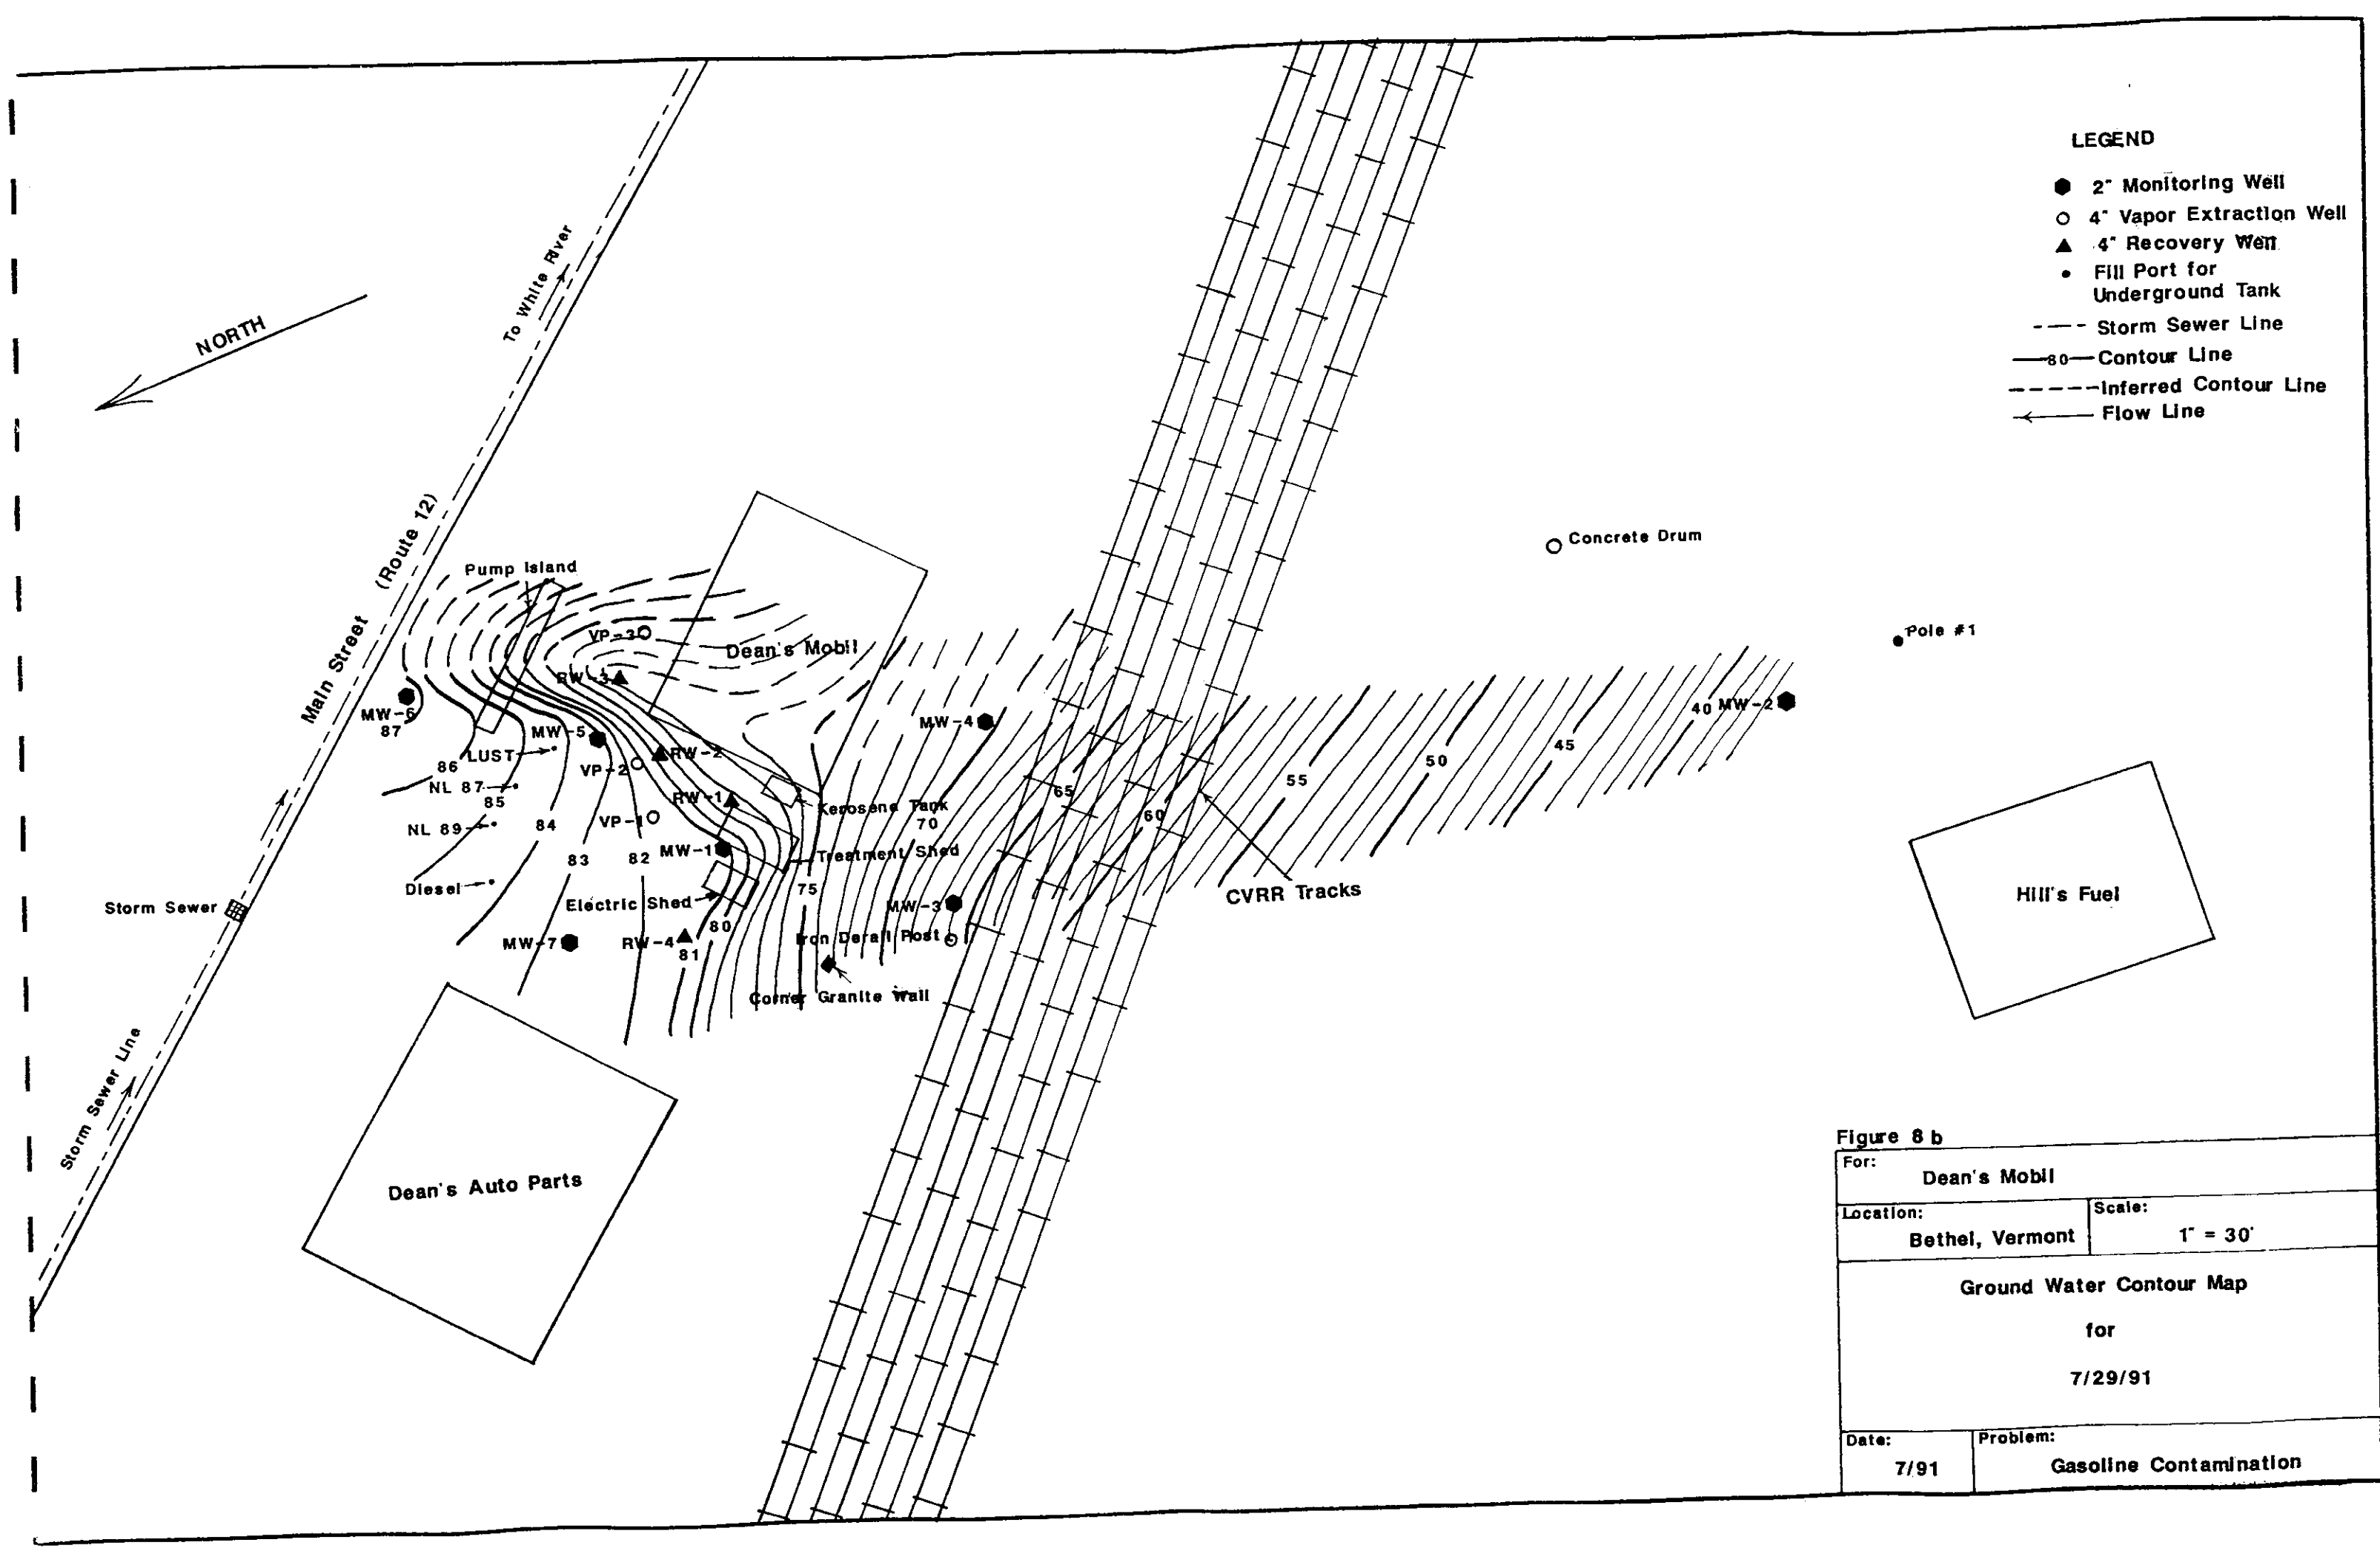 LEGEND
2" Monitoring Well
4" Vapor Extraction Well
4" Recovery Well
Fill Port for
Underground Tank
Storm Sewer Line
80 Contour Line
Inferred Contour Line
Flow Line
NORTH
To White River
Main Street (Route 12)
Pump Island
Concrete Drum
Pole #1
VP-3
Dean's Mobil
RW-3
MW-6
87
MW-5
MW-4
40 MW-2
LUST
RW-2
86
VP-2
45
50
55
NL 87
85
RW-1
65
Kerosene Tank
70
60
NL 89
84
VP-1
83
82
MW-1
Treatment Shed
Diesel
75
Electric Shed
MW-3
CVRR Tracks
Hill's Fuel
Storm Sewer
80
MW-7
RW-4
81
Iron Derail Post
Corner Granite Wall
Storm Sewer Line
Dean's Auto Parts
Figure 8 b
For:
Dean's Mobil
Location:
Bethel, Vermont
Scale:
1" = 30'
Ground Water Contour Map
for
7/29/91
Date:
7/91
Problem:
Gasoline Contamination